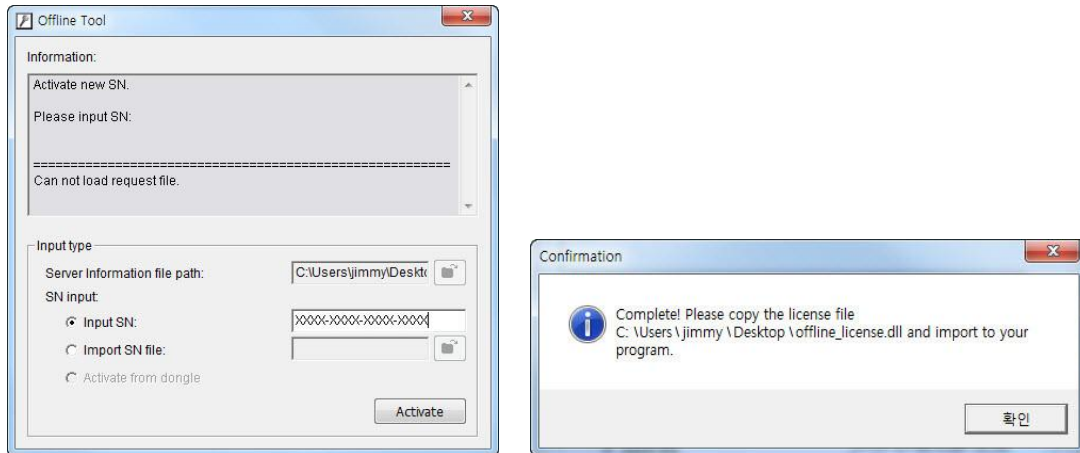 Offline Tool
Information:
Activate new SN.
Please input SN:
=======================================================
Can not load request file.
Input type
Server Information file path:
C:\Users\jimmy\Deskto
SN input:
Input SN:
XXXX-XXXX-XXXX-XXXX
Import SN file:
Activate from dongle
Activate
Confirmation
Complete! Please copy the license file
C: \Users \ jimmy \ Desktop \ offline_license.dll and import to your
program.
확인